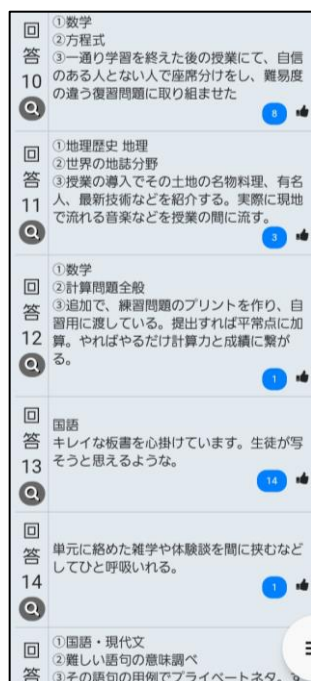 回答10
①数学
②方程式
③一通り学習を終えた後の授業にて、自信
のある人とない人で座席分けをし、難易度
の違う復習問題に取り組ませた
8
回答11
①地理歴史 地理
②世界の地誌分野
③授業の導入でその土地の名物料理、有名
人、最新技術などを紹介する。実際に現地
で流れる音楽などを授業の間に流す。
3
回答12
①数学
②計算問題全般
③追加で、練習問題のプリントを作り、自
習用に渡している。提出すれば平常点に加
算。やればやるだけ計算力と成績に繋が
る。
1
回答13
国語
キレイな板書を心掛けています。生徒が写
そうと思えるような。
14
回答14
単元に絡めた雑学や体験談を間に挟むなど
してひと呼吸いれる。
1
回答
①国語・現代文
②難しい語句の意味調べ
③その語句の用例でプライベートネタ。